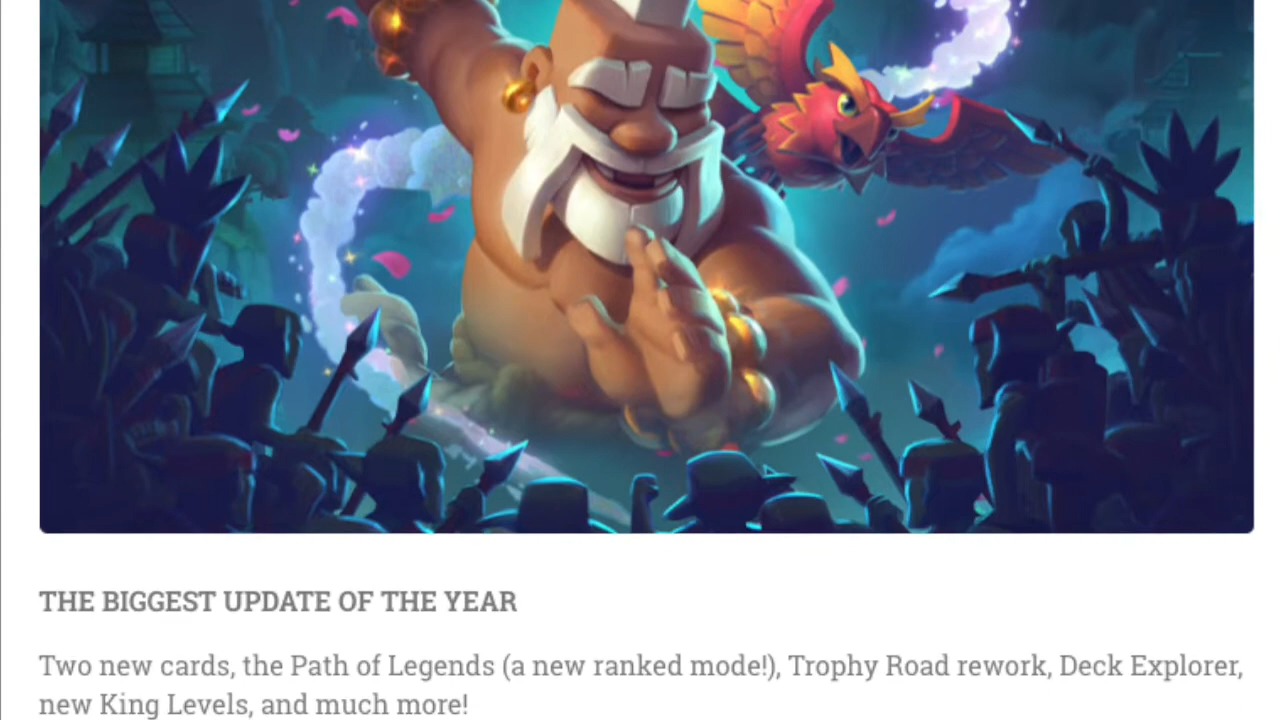 THE BIGGEST UPDATE OF THE YEAR
Two new cards, the Path of Legends (a new ranked mode!), Trophy Road rework, Deck Explorer,
new King Levels, and much more!